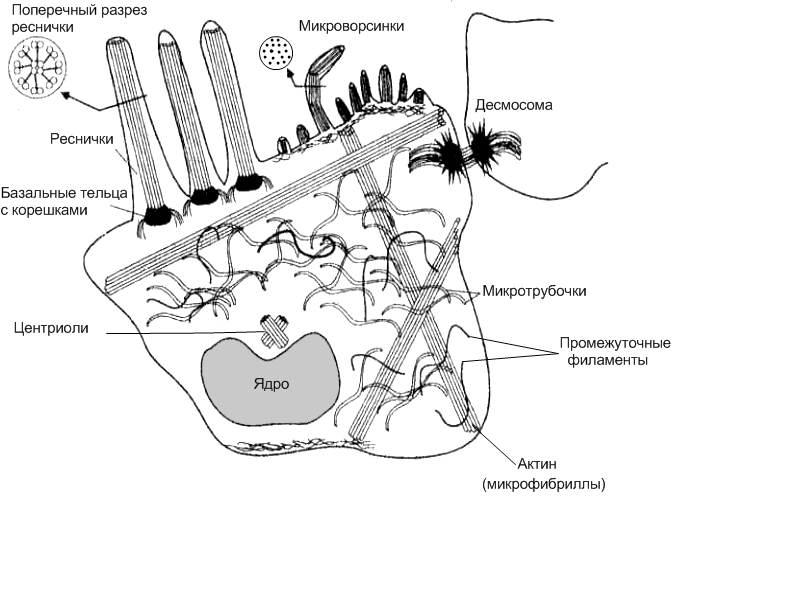 Поперечный разрез
реснички
Микроворсинки
Десмосома
Реснички
Базальные тельца
с корешками
Микротрубочки
Центриоли
Промежуточные
филаменты
Ядро
Актин
(микрофибриллы)